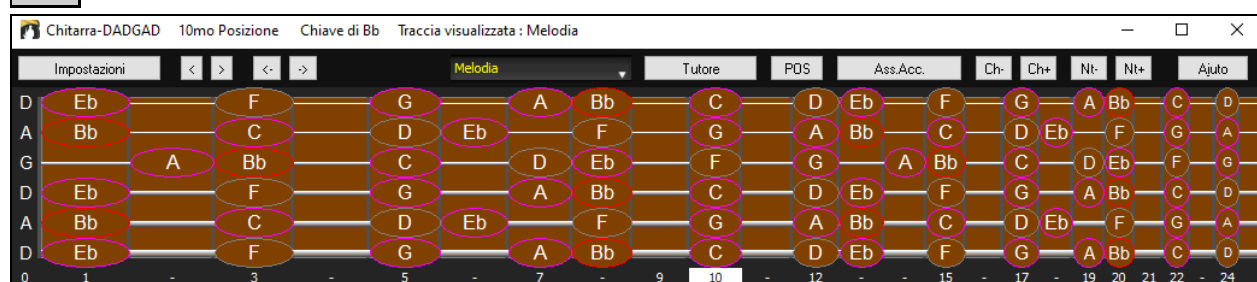 Chitarra-DADGAD 10mo Posizione Chiave di Bb Traccia visualizzata : Melodia
Impostazioni < > <- -> Melodia Tutore POS Ass.Acc. Ch- Ch+ Nt- Nt+ Ajuto
D Eb F G A Bb C D Eb F G A Bb C D
A Bb C D Eb F G A Bb C D Eb F G A
G A Bb C D Eb F G A Bb C D Eb F G
D Eb F G A Bb C D Eb F G A Bb C D
A Bb C D Eb F G A Bb C D Eb F G A
D Eb F G A Bb C D Eb F G A Bb C D
0 1 - 3 - 5 - 7 - 9 10 - 12 - - 15 - 17 - 19 20 21 22 - 24